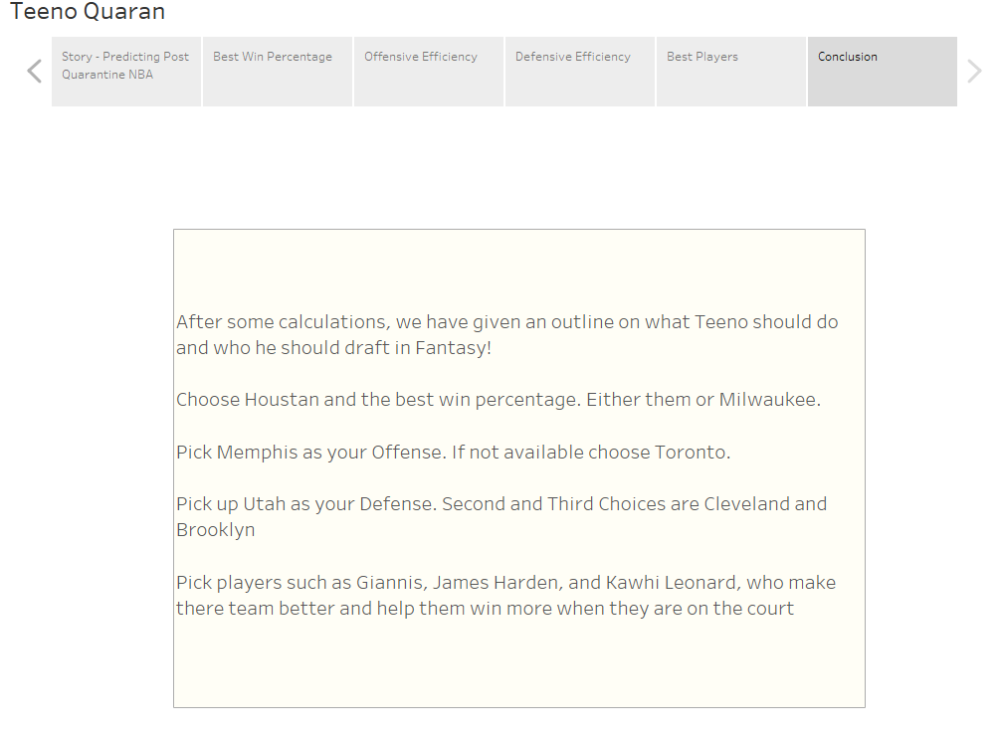 Teeno Quaran
Story - Predicting Post
Quarantine NBA
Best Win Percentage
Offensive Efficiency
Defensive Efficiency
Best Players
Conclusion
After some calculations, we have given an outline on what Teeno should do
and who he should draft in Fantasy!
Choose Houstan and the best win percentage. Either them or Milwaukee.
Pick Memphis as your Offense. If not available choose Toronto.
Pick up Utah as your Defense. Second and Third Choices are Cleveland and
Brooklyn
Pick players such as Giannis, James Harden, and Kawhi Leonard, who make
there team better and help them win more when they are on the court